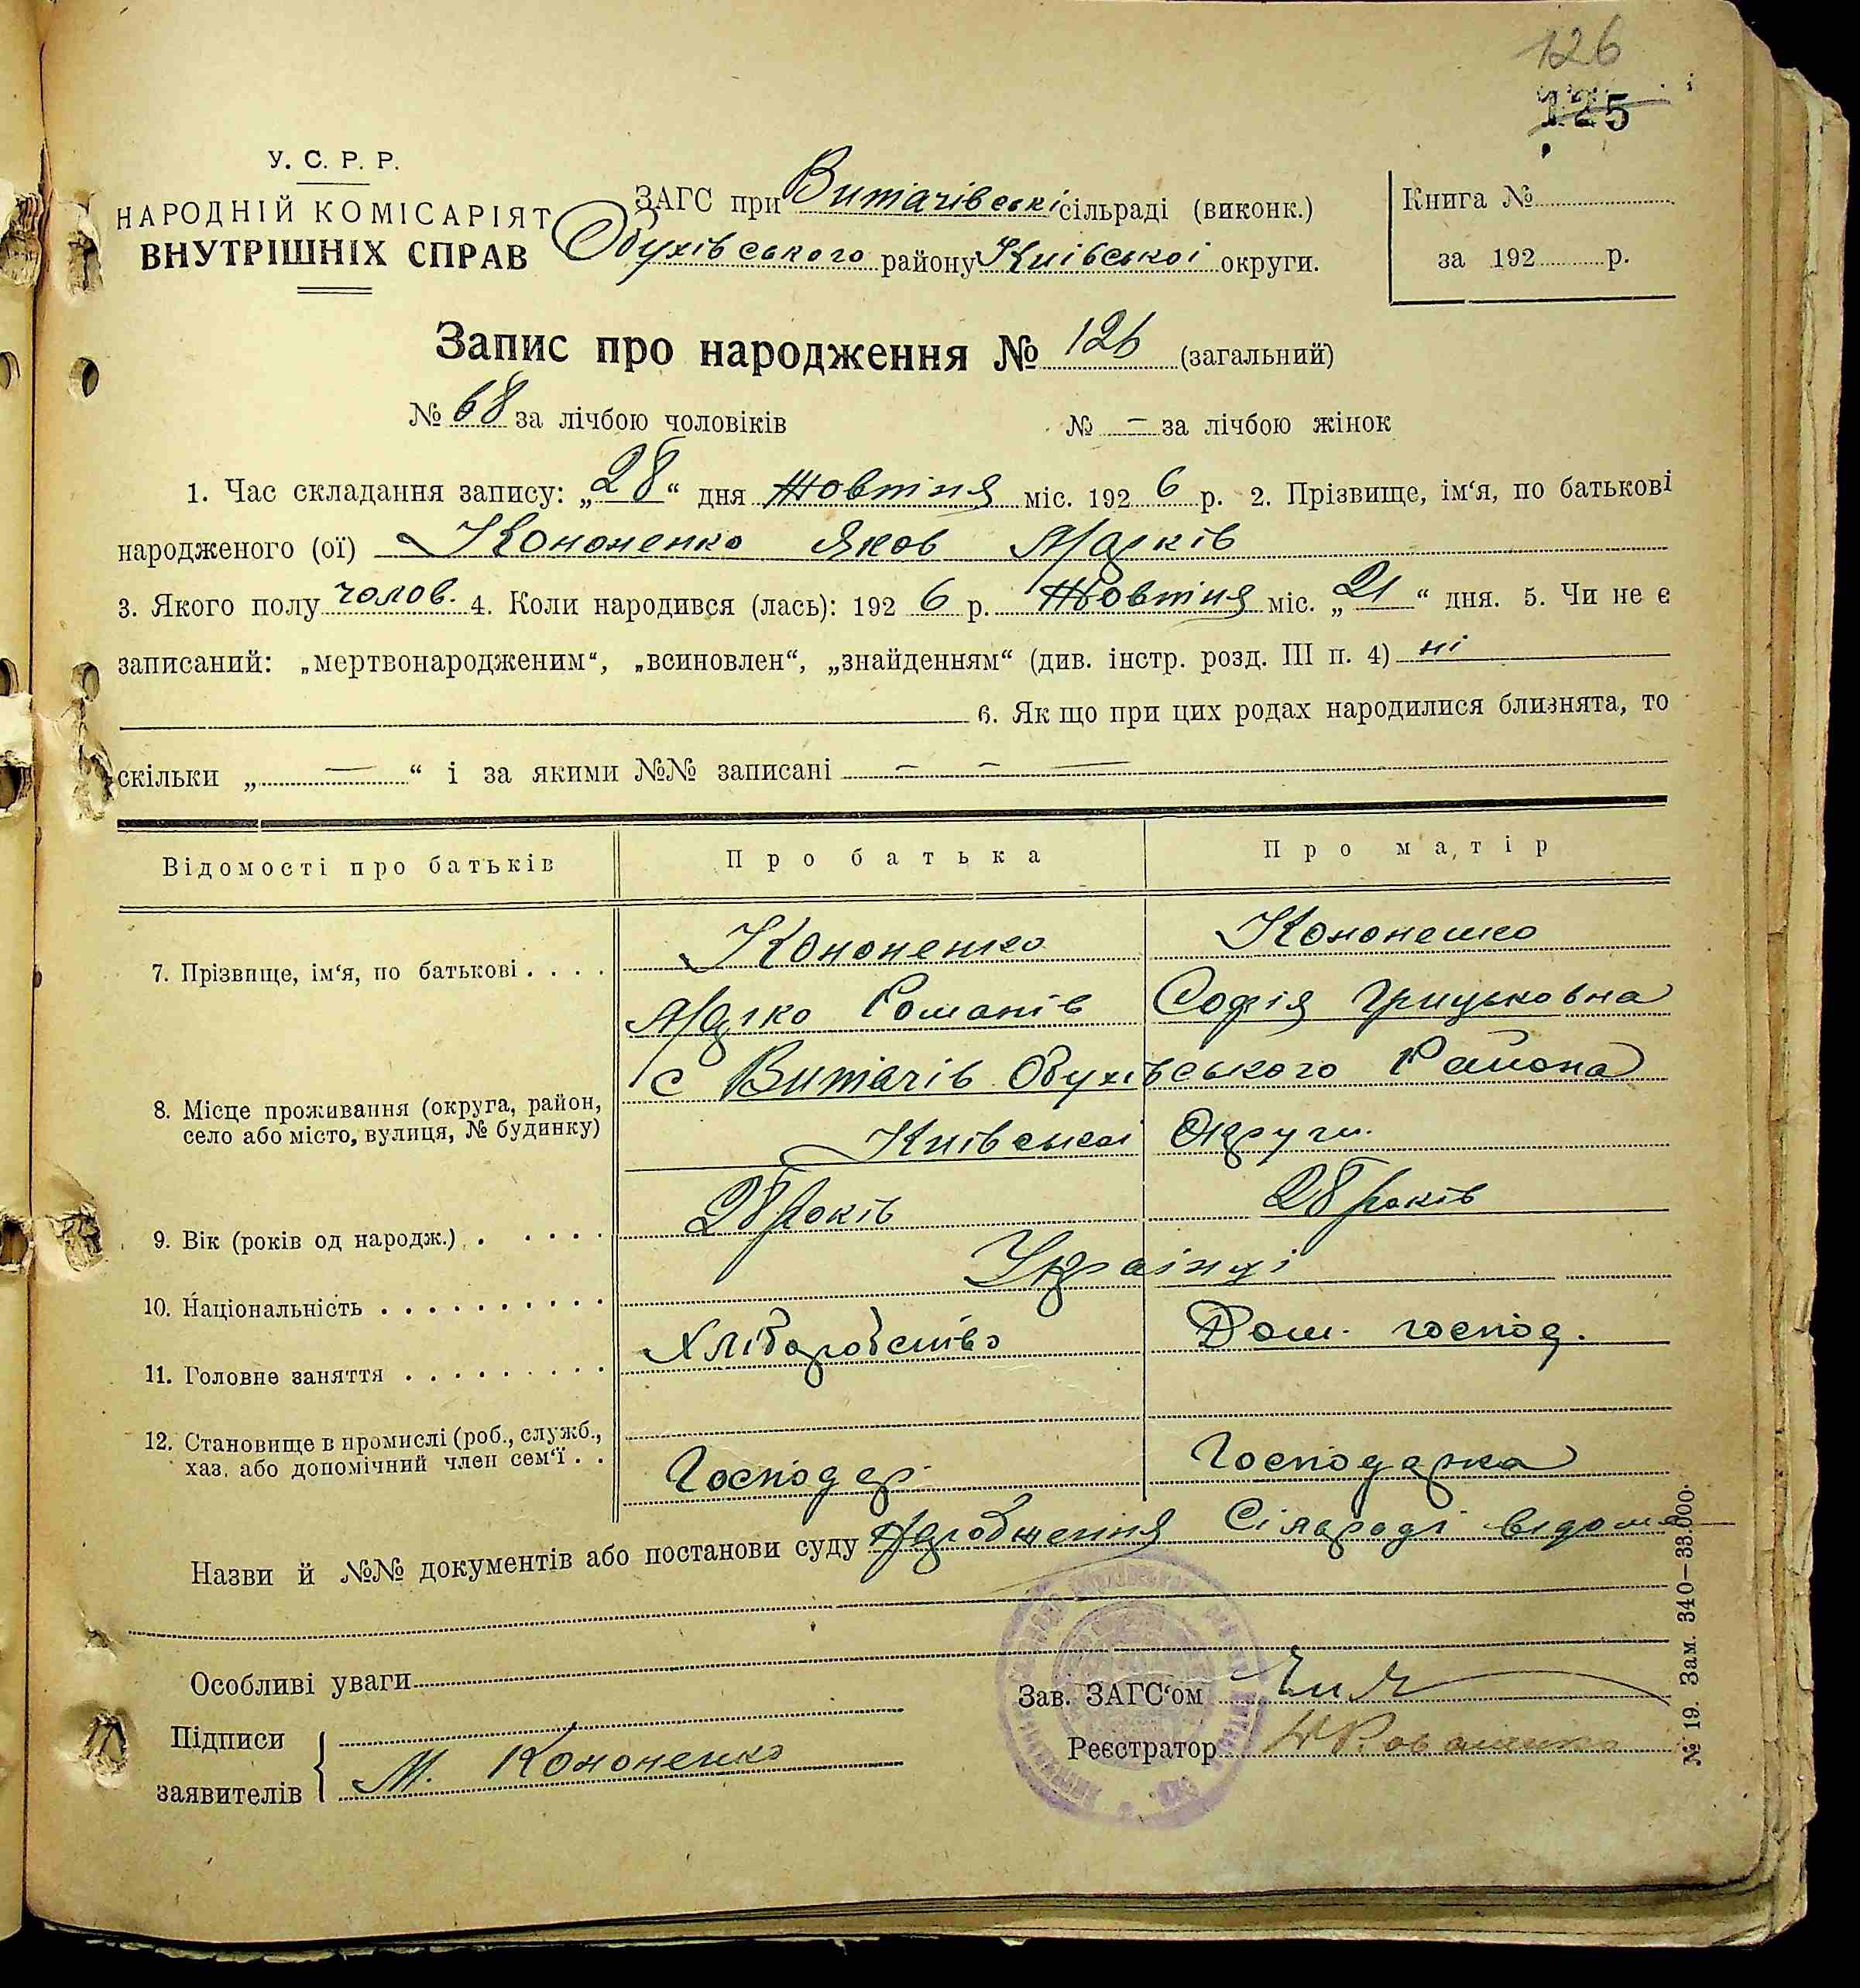 126
125
У. С. Р. Р.
НАРОДНІЙ КОМІСАРІЯТ
ВНУТРІШНІХ СПРАВ
ЗАГС при Витачівські сільраді (виконк.)
Обухівського району Київської округи.
Книга №
за 192 р.
Запис про народження № 126 (загальний)
№ 68 за лічбою чоловіків № – за лічбою жінок
1. Час складання запису: „28“ дня Жовтня міс. 1926 р. 2. Прізвище, ім‘я, по батькові
народженого (ої) Кононенко Яков Марків
3. Якого полу чолов. 4. Коли народився (лась): 1926 р. Жовтня міс. „21“ дня. 5. Чи не є
записаний: „мертвонародженим“, „всиновлен“, „знайденням“ (див. інстр. розд. III п. 4) ні
6. Як що при цих родах народилися близнята, то
скільки „ — “ і за якими №№ записані – – —
Відомості про батьків Про батька Про матір
7. Прізвище, ім‘я, по батькові . . . . Кононенко Кононенко
Марко Романів Софія Грицьковна
8. Місце проживання (округа, район, село або місто, вулиця, № будинку) с Витачів Обухівського Района
Київської Округи.
9. Вік (років од народж.) . . . . . . 28 років 28 років
10. Національність . . . . . . . . . . Українці
11. Головне заняття . . . . . . . . . Хліборобство Дом. господ.
12. Становище в промислі (роб., служб., хаз. або допомічний член сем‘ї . . Господар Господарка
Назви й №№ документів або постанови суду Народження Сільраді відоме
Особливі уваги
Зав. ЗАГС‘ом
Підписи
заявителів
М. Кононенко
Реєстратор
№ 19. Зам. 340—33.000.